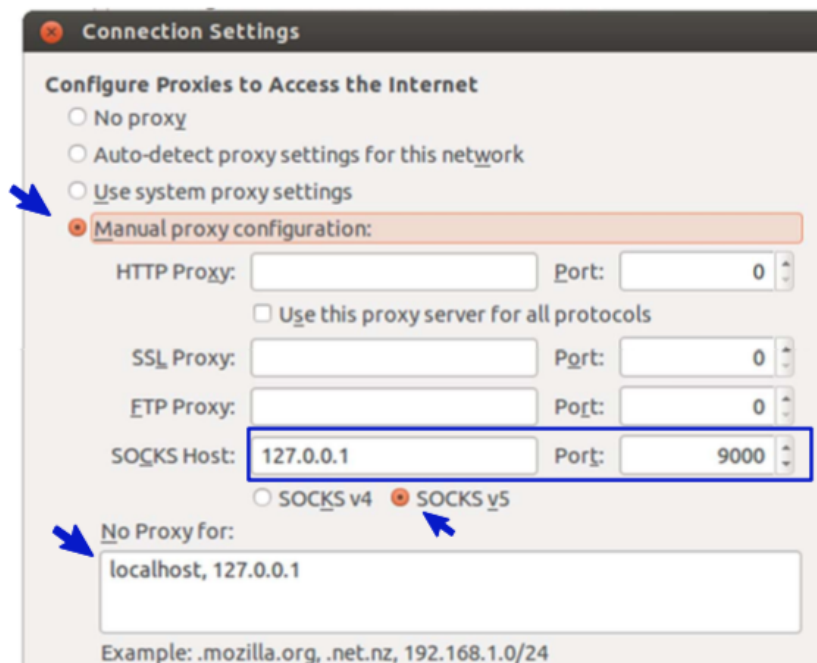 Connection Settings
Configure Proxies to Access the Internet
No proxy
Auto-detect proxy settings for this network
Use system proxy settings
Manual proxy configuration:
HTTP Proxy: Port: 0
Use this proxy server for all protocols
SSL Proxy: Port: 0
FTP Proxy: Port: 0
SOCKS Host: 127.0.0.1 Port: 9000
SOCKS v4 SOCKS v5
No Proxy for:
localhost, 127.0.0.1
Example: .mozilla.org, .net.nz, 192.168.1.0/24